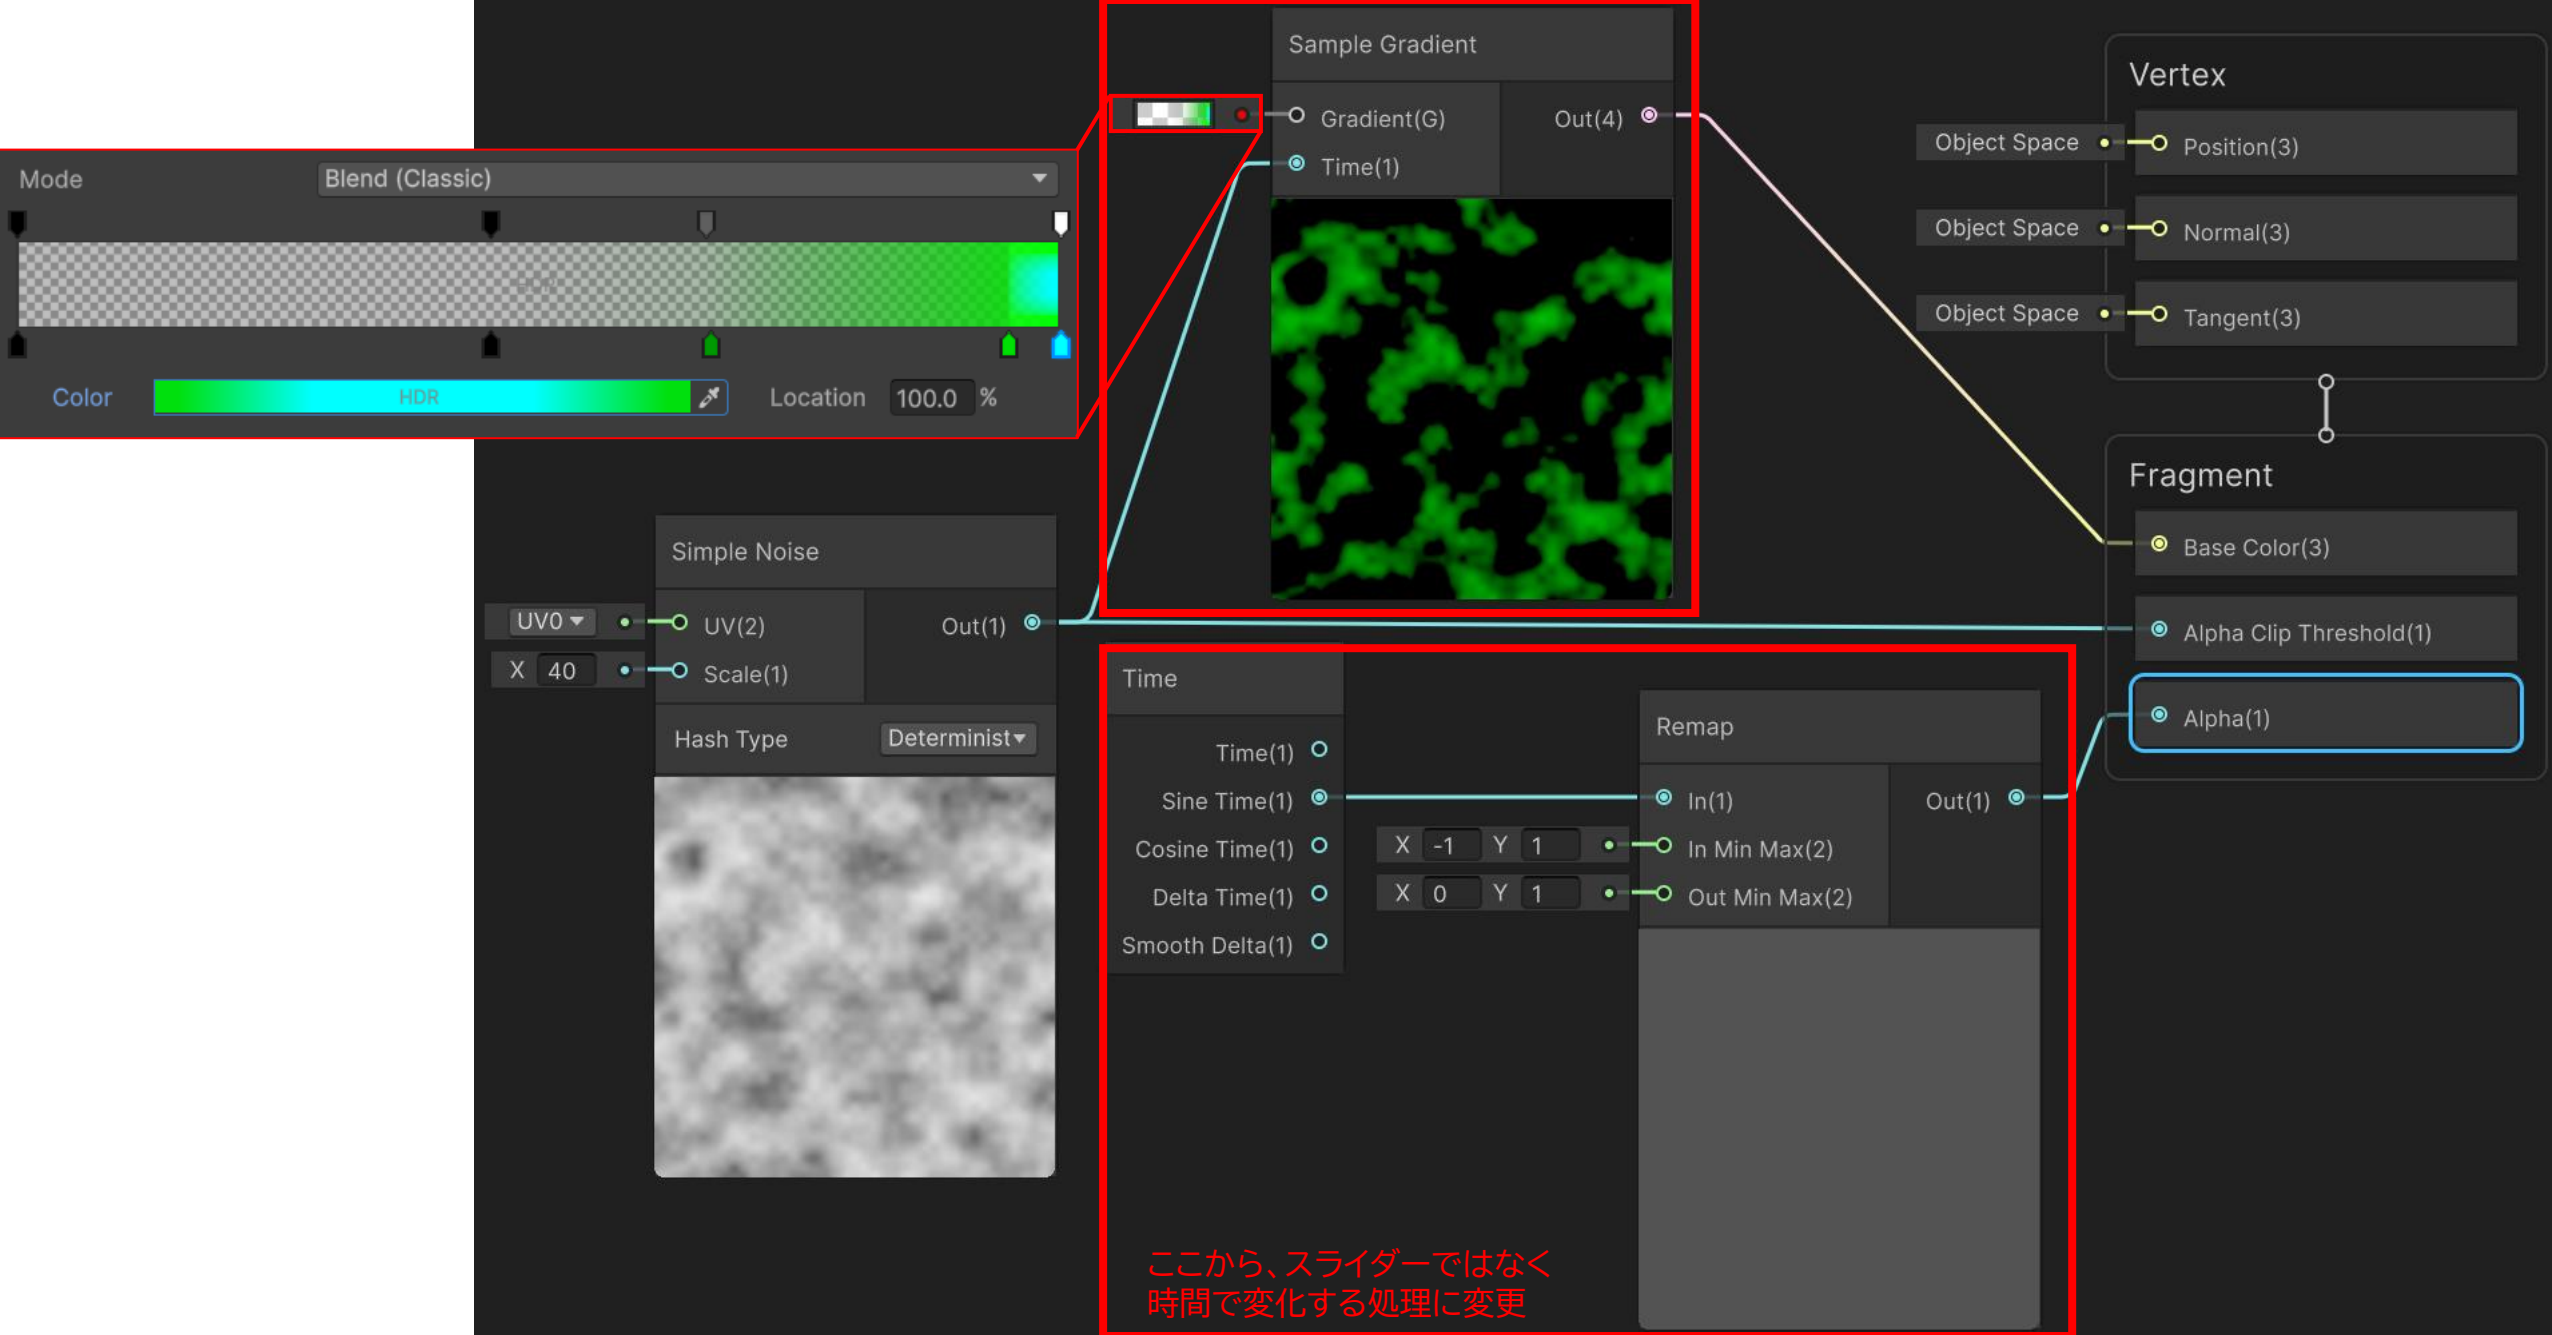 Mode
Blend (Classic)
HDR
Color
HDR
Location
100.0
%
Sample Gradient
Gradient(G)
Time(1)
Out(4)
Simple Noise
UV0
UV(2)
X 40
Scale(1)
Out(1)
Hash Type
Determinist
Time
Time(1)
Sine Time(1)
Cosine Time(1)
Delta Time(1)
Smooth Delta(1)
X -1 Y 1
X 0 Y 1
Remap
In(1)
In Min Max(2)
Out Min Max(2)
Out(1)
ここから、スライダーではなく
時間で変化する処理に変更
Vertex
Object Space
Position(3)
Object Space
Normal(3)
Object Space
Tangent(3)
Fragment
Base Color(3)
Alpha Clip Threshold(1)
Alpha(1)